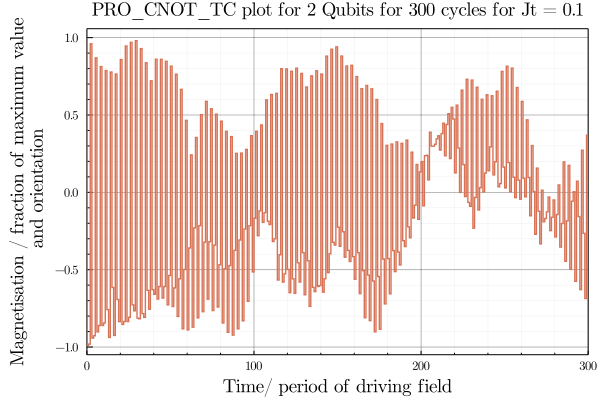 PRO_CNOT_TC plot for 2 Qubits for 300 cycles for Jt = 0.1
Magnetisation / fraction of maximum value
and orientation
1.0
0.5
0.0
−0.5
−1.0
0
100
200
300
Time/ period of driving field